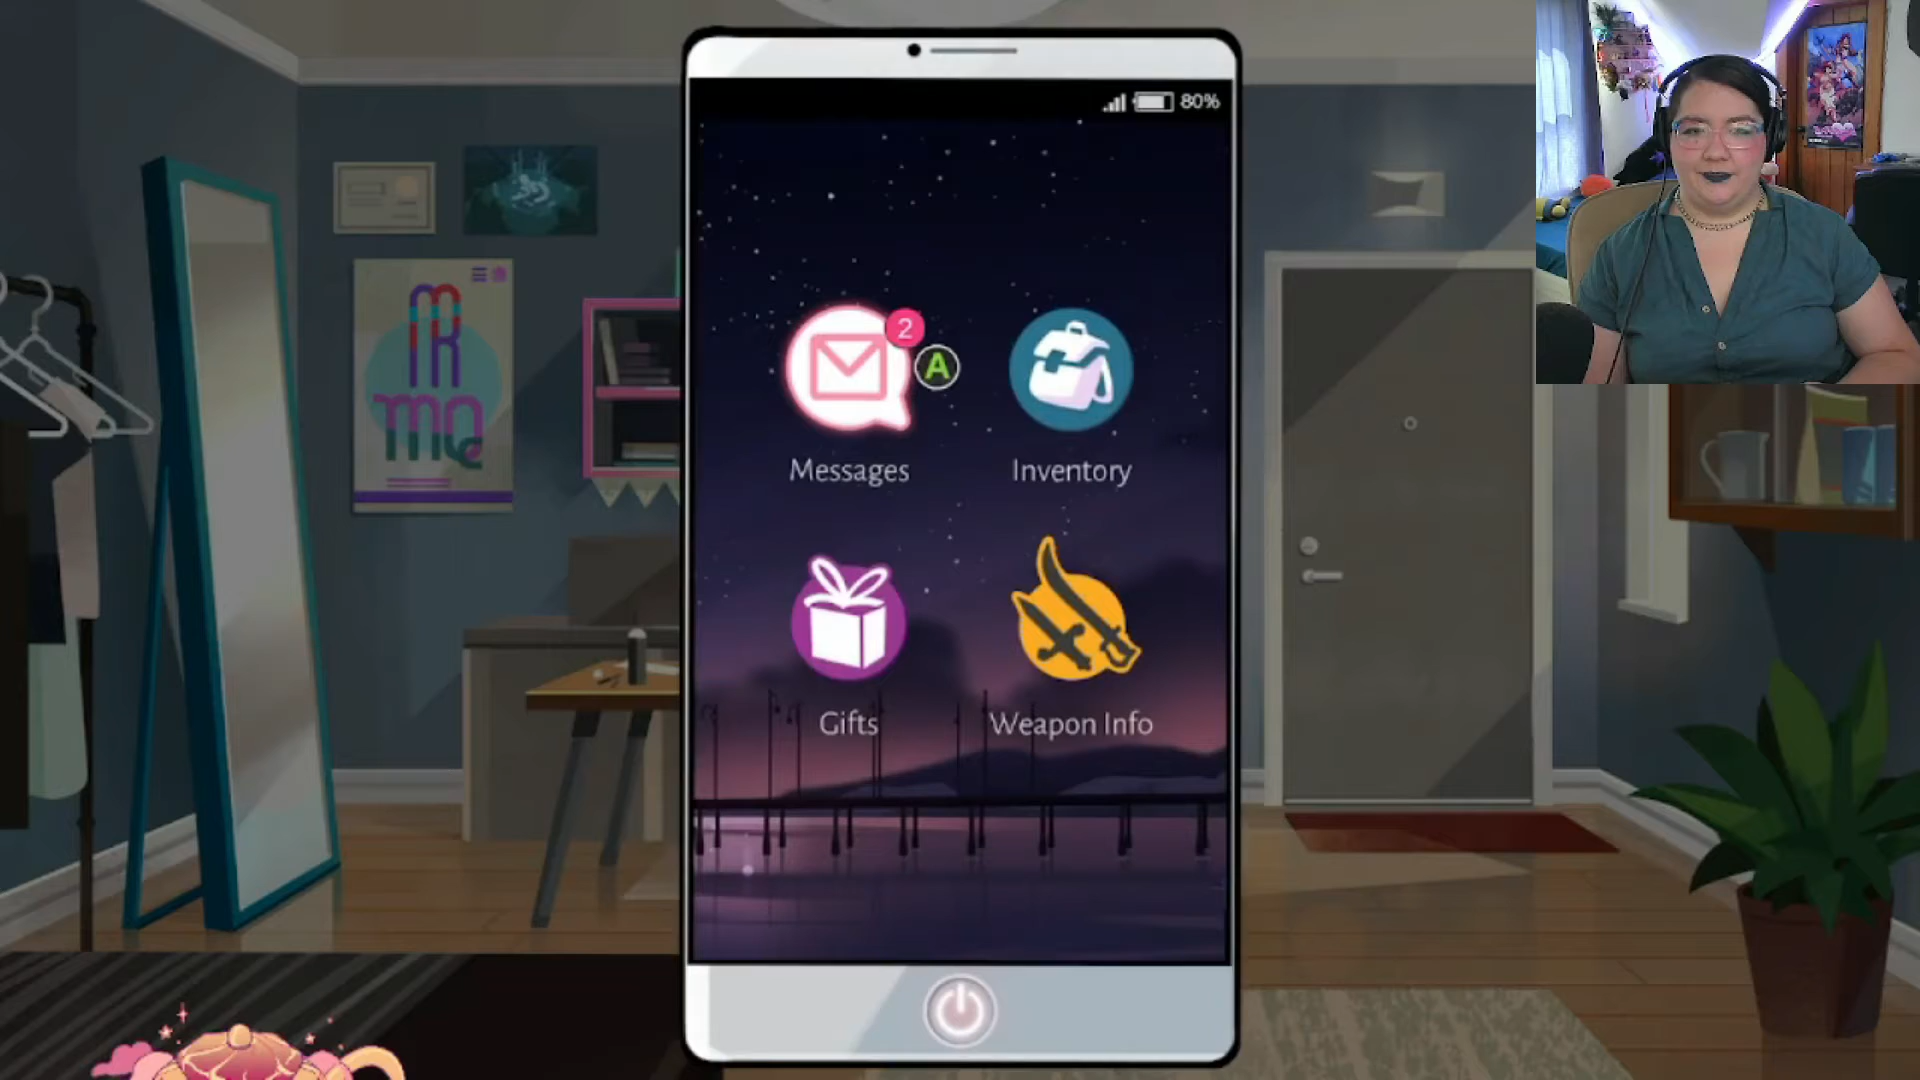 80%
2
A
Messages
Inventory
Gifts
Weapon Info